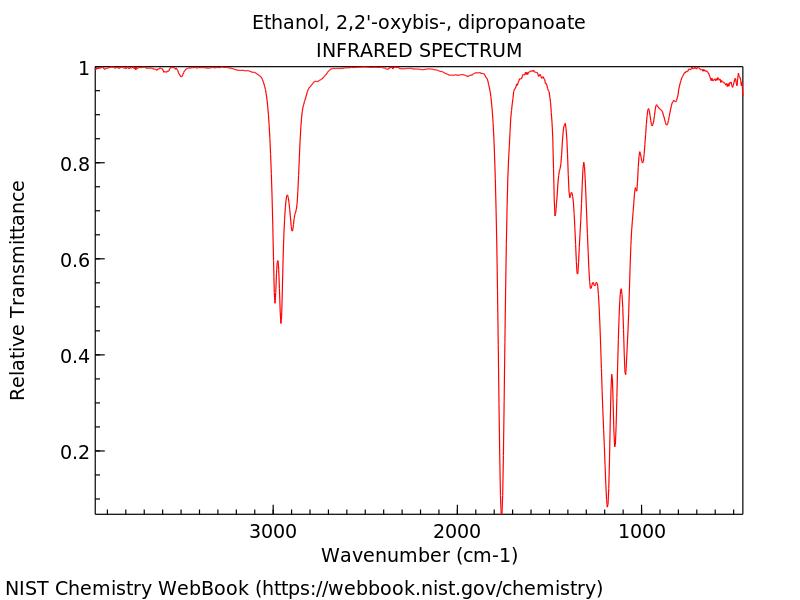 Ethanol, 2,2'-oxybis-, dipropanoate
INFRARED SPECTRUM
1
0.8
0.6
0.4
0.2
Relative Transmittance
3000 2000 1000
Wavenumber (cm-1)
NIST Chemistry WebBook (https://webbook.nist.gov/chemistry)